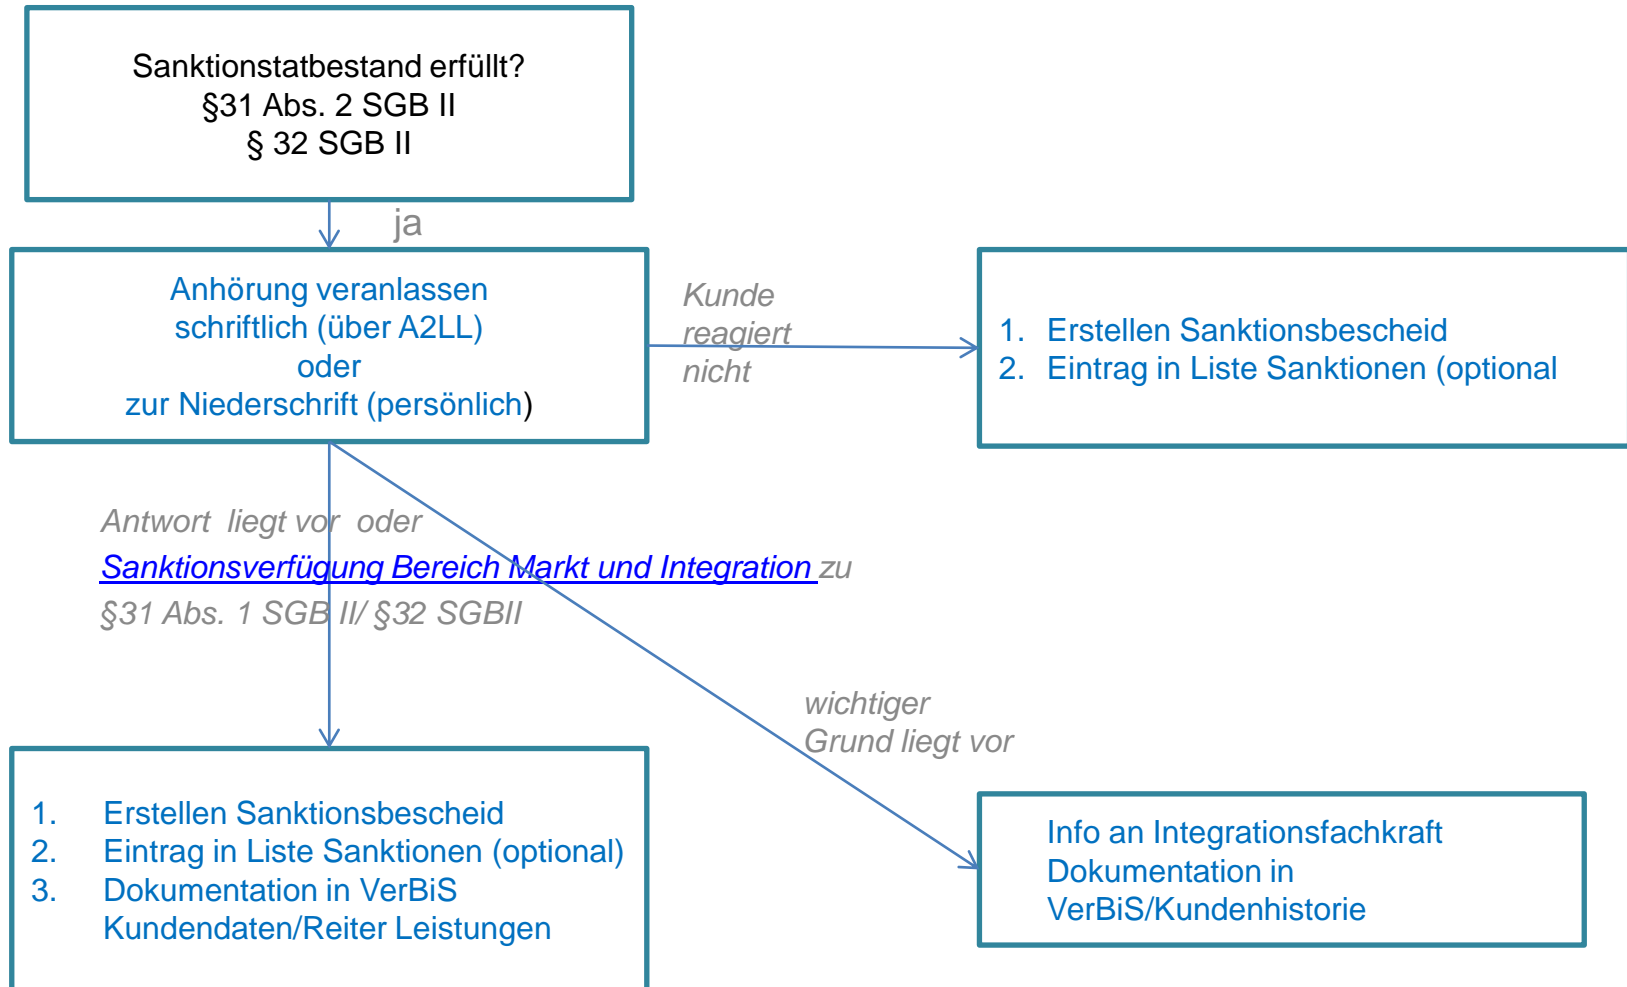 Sanktionstatbestand erfüllt?
§31 Abs. 2 SGB II
§ 32 SGB II
ja
Anhörung veranlassen
schriftlich (über A2LL)
oder
zur Niederschrift (persönlich)
Kunde
reagiert
nicht
1. Erstellen Sanktionsbescheid
2. Eintrag in Liste Sanktionen (optional
Antwort liegt vor oder
Sanktionsverfügung Bereich Markt und Integration zu
§31 Abs. 1 SGB II/ §32 SGBII
wichtiger
Grund liegt vor
1. Erstellen Sanktionsbescheid
2. Eintrag in Liste Sanktionen (optional)
3. Dokumentation in VerBiS
Kundendaten/Reiter Leistungen
Info an Integrationsfachkraft
Dokumentation in
VerBiS/Kundenhistorie